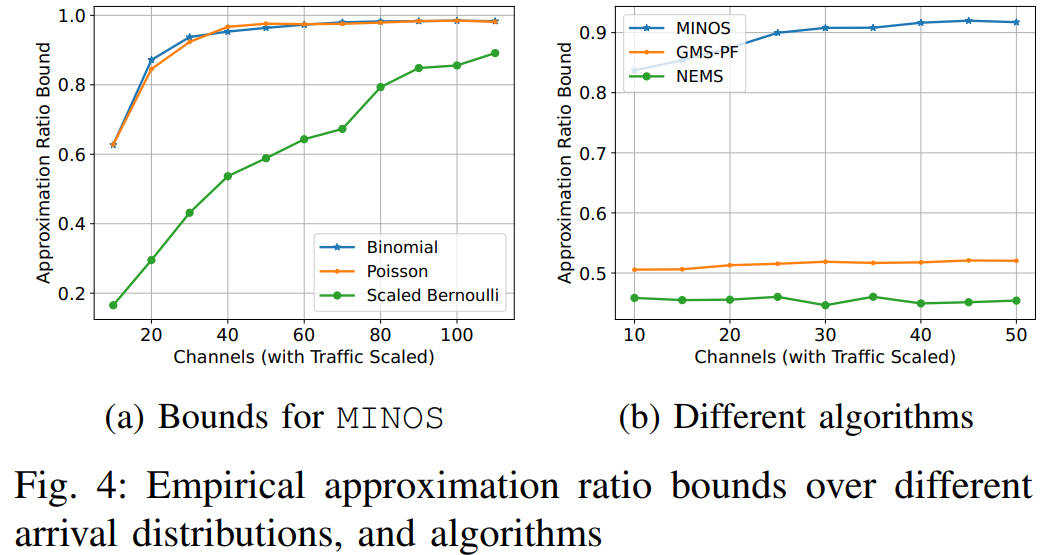 1.0
0.8
0.6
0.4
0.2
Approximation Ratio Bound
Binomial
Poisson
Scaled Bernoulli
20 40 60 80 100
Channels (with Traffic Scaled)
(a) Bounds for MINOS
0.9
0.8
0.7
0.6
0.5
Approximation Ratio Bound
MINOS
GMS-PF
NEMS
10 20 30 40 50
Channels (with Traffic Scaled)
(b) Different algorithms
Fig. 4: Empirical approximation ratio bounds over different
arrival distributions, and algorithms